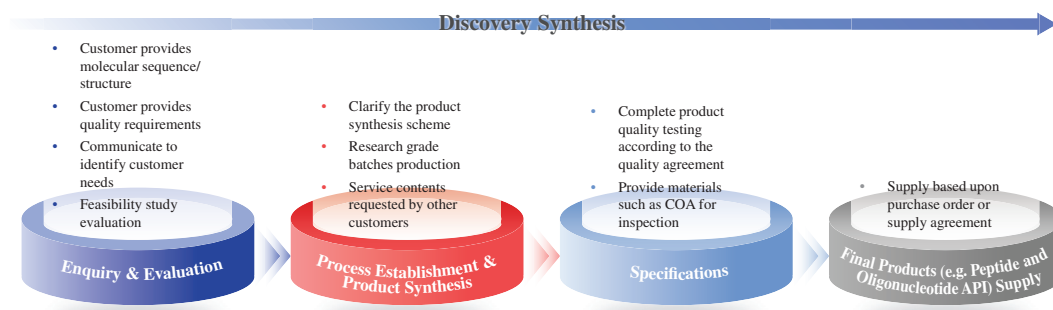 Discovery Synthesis
• Customer provides
molecular sequence/
structure
• Customer provides
quality requirements
• Communicate to
identify customer
needs
• Feasibility study
evaluation
Enquiry & Evaluation
• Clarify the product
synthesis scheme
• Research grade
batches production
• Service contents
requested by other
customers
Process Establishment &
Product Synthesis
• Complete product
quality testing
according to the
quality agreement
• Provide materials
such as COA for
inspection
Specifications
• Supply based upon
purchase order or
supply agreement
Final Products (e.g. Peptide and
Oligonucleotide API) Supply